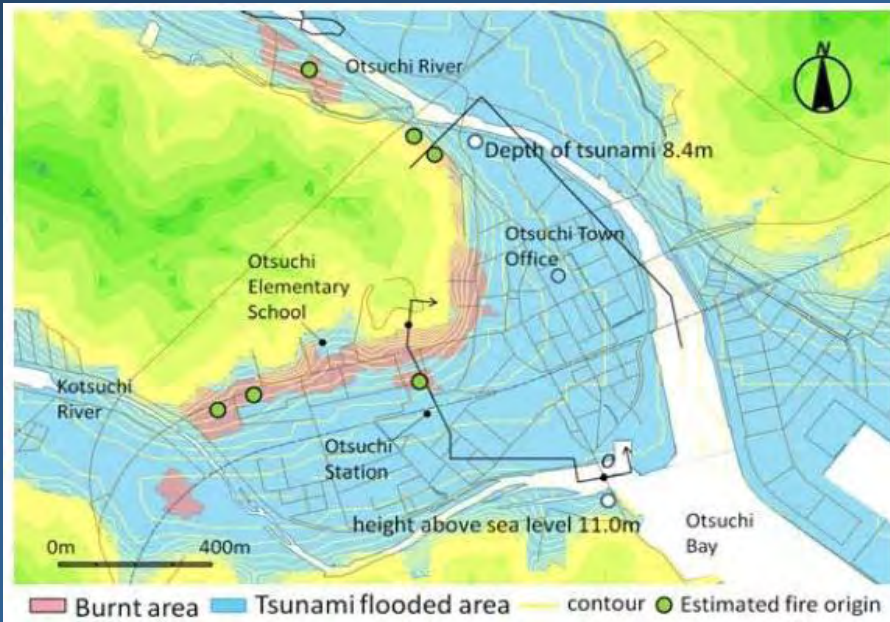 N
Otsuchi River
Depth of tsunami 8.4m
Otsuchi Town
Office
Otsuchi
Elementary
School
Kotsuchi
River
Otsuchi
Station
O
height above sea level 11.0m
Otsuchi
Bay
0m 400m
Burnt area Tsunami flooded area contour Estimated fire origin